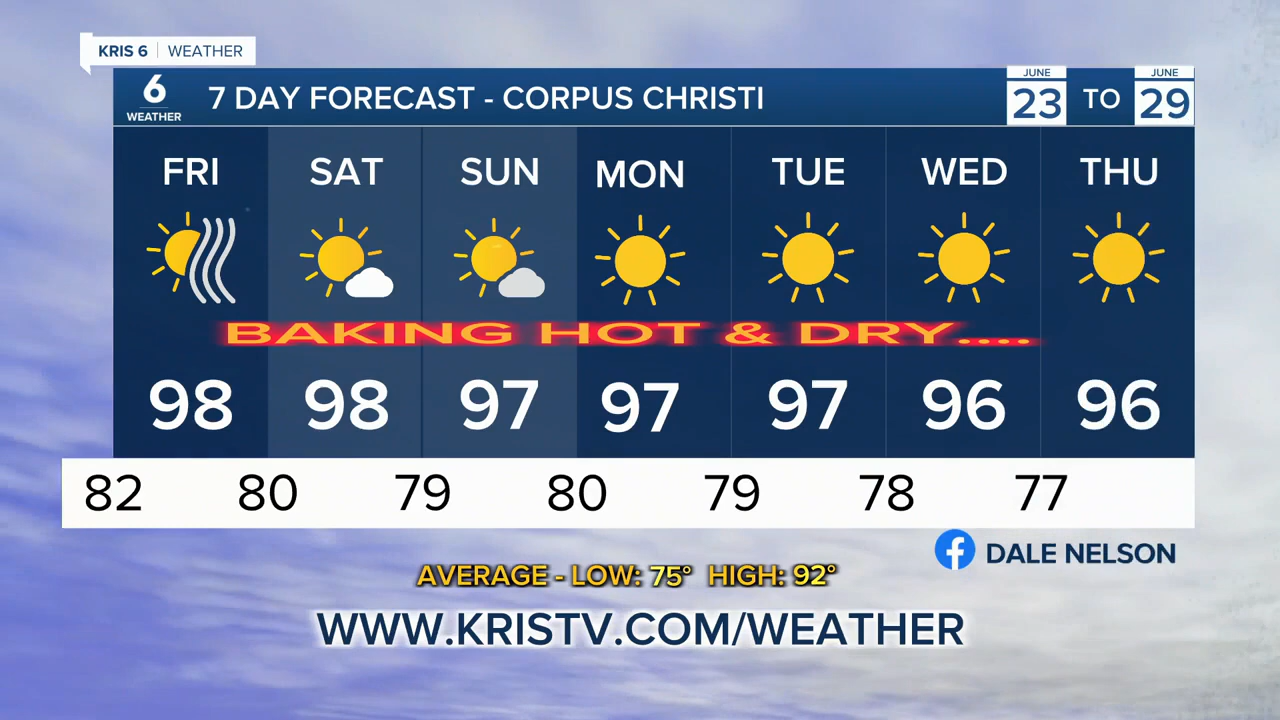 KRIS 6 | WEATHER
6
WEATHER
7 DAY FORECAST - CORPUS CHRISTI
JUNE
23
TO
JUNE
29
FRI SAT SUN MON TUE WED THU
BAKING HOT & DRY....
98 98 97 97 97 96 96
82 80 79 80 79 78 77
DALE NELSON
AVERAGE - LOW: 75° HIGH: 92°
WWW.KRISTV.COM/WEATHER